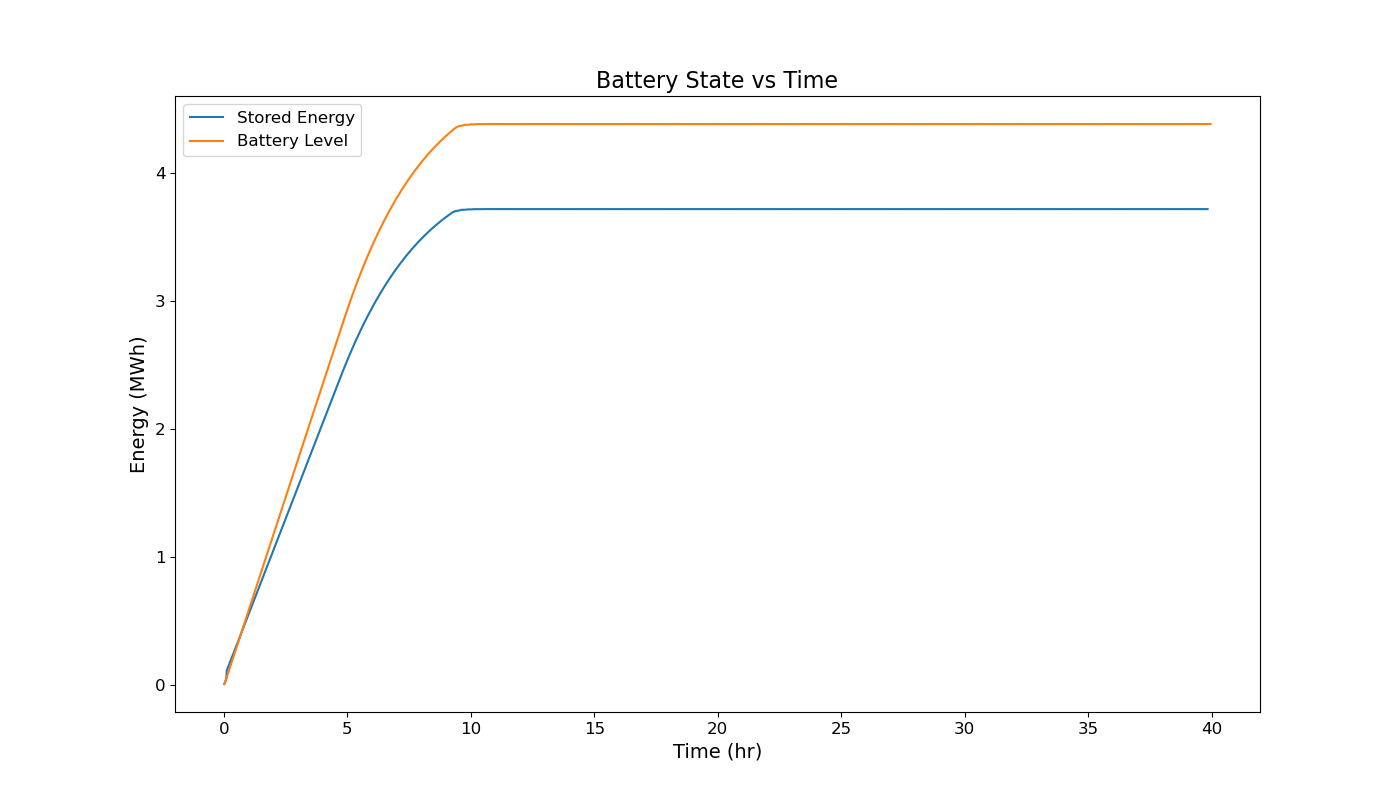 Battery State vs Time
Stored Energy
Battery Level
Energy (MWh)
4
3
2
1
0
0 5 10 15 20 25 30 35 40
Time (hr)